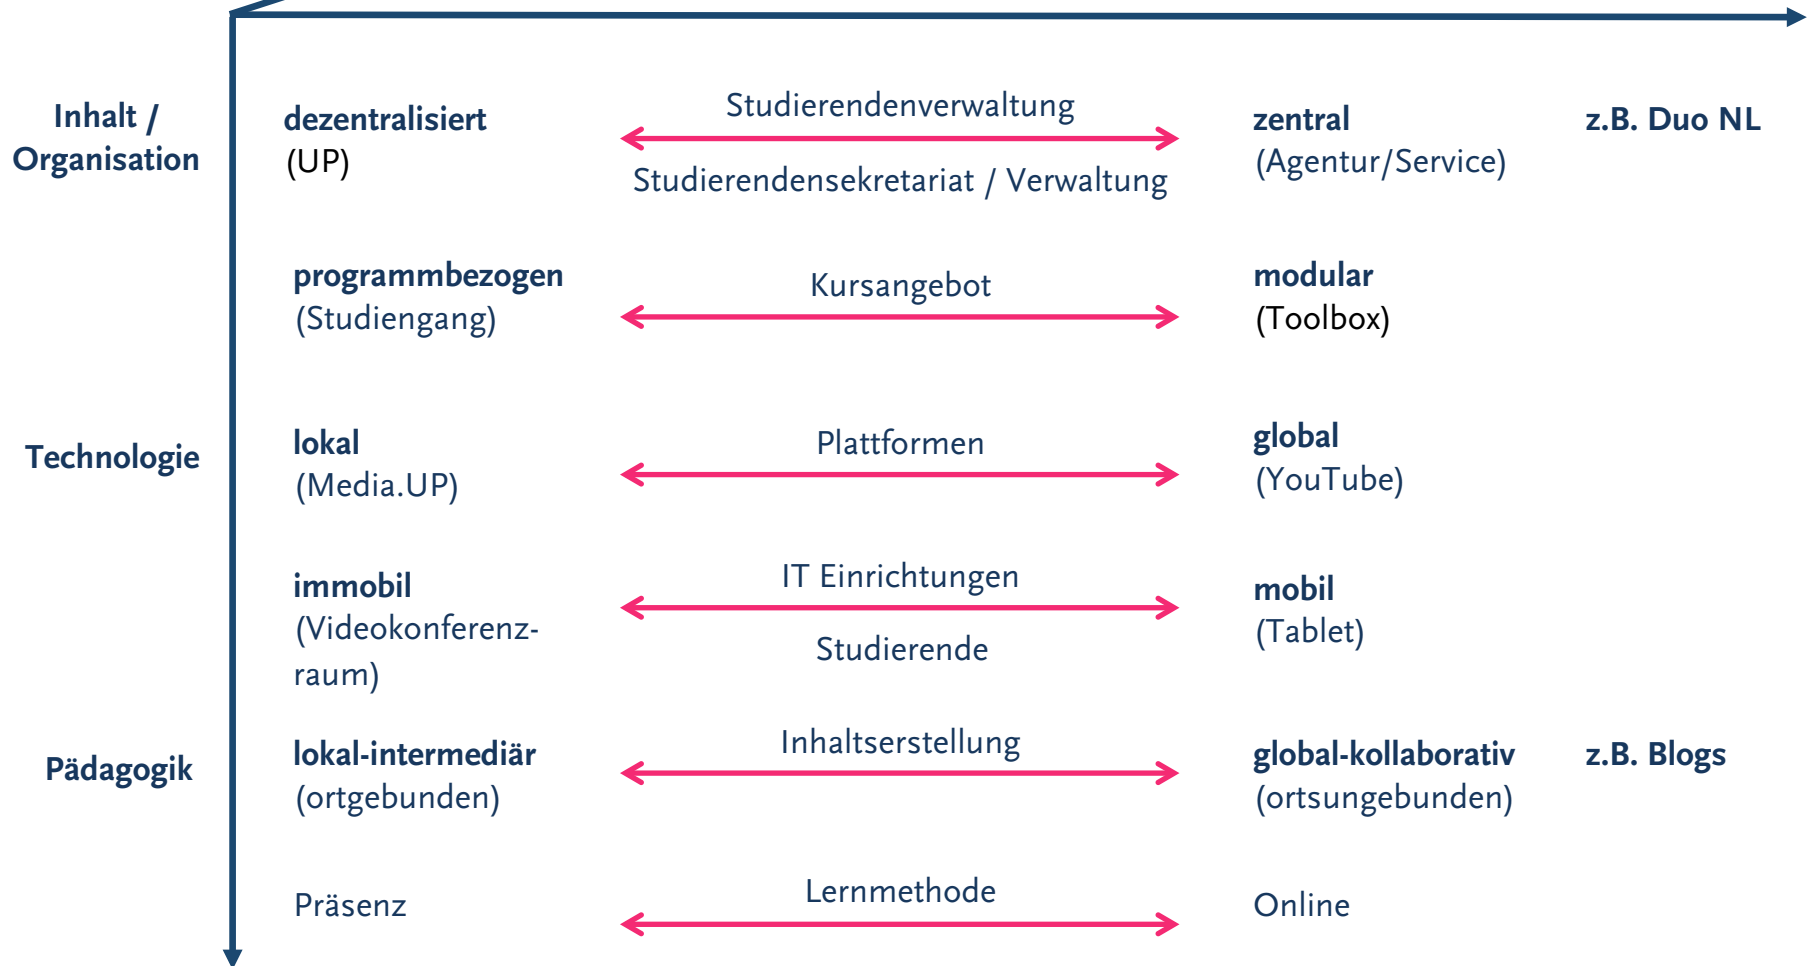 Inhalt /
Organisation
dezentralisiert
(UP)
Studierendenverwaltung
Studierendensekretariat / Verwaltung
zentral
(Agentur/Service)
z.B. Duo NL
programmbezogen
(Studiengang)
Kursangebot
modular
(Toolbox)
Technologie
lokal
(Media.UP)
Plattformen
global
(YouTube)
immobil
(Videokonferenz-
raum)
IT Einrichtungen
Studierende
mobil
(Tablet)
Pädagogik
lokal-intermediär
(ortgebunden)
Inhaltserstellung
global-kollaborativ
(ortsungebunden)
z.B. Blogs
Präsenz
Lernmethode
Online